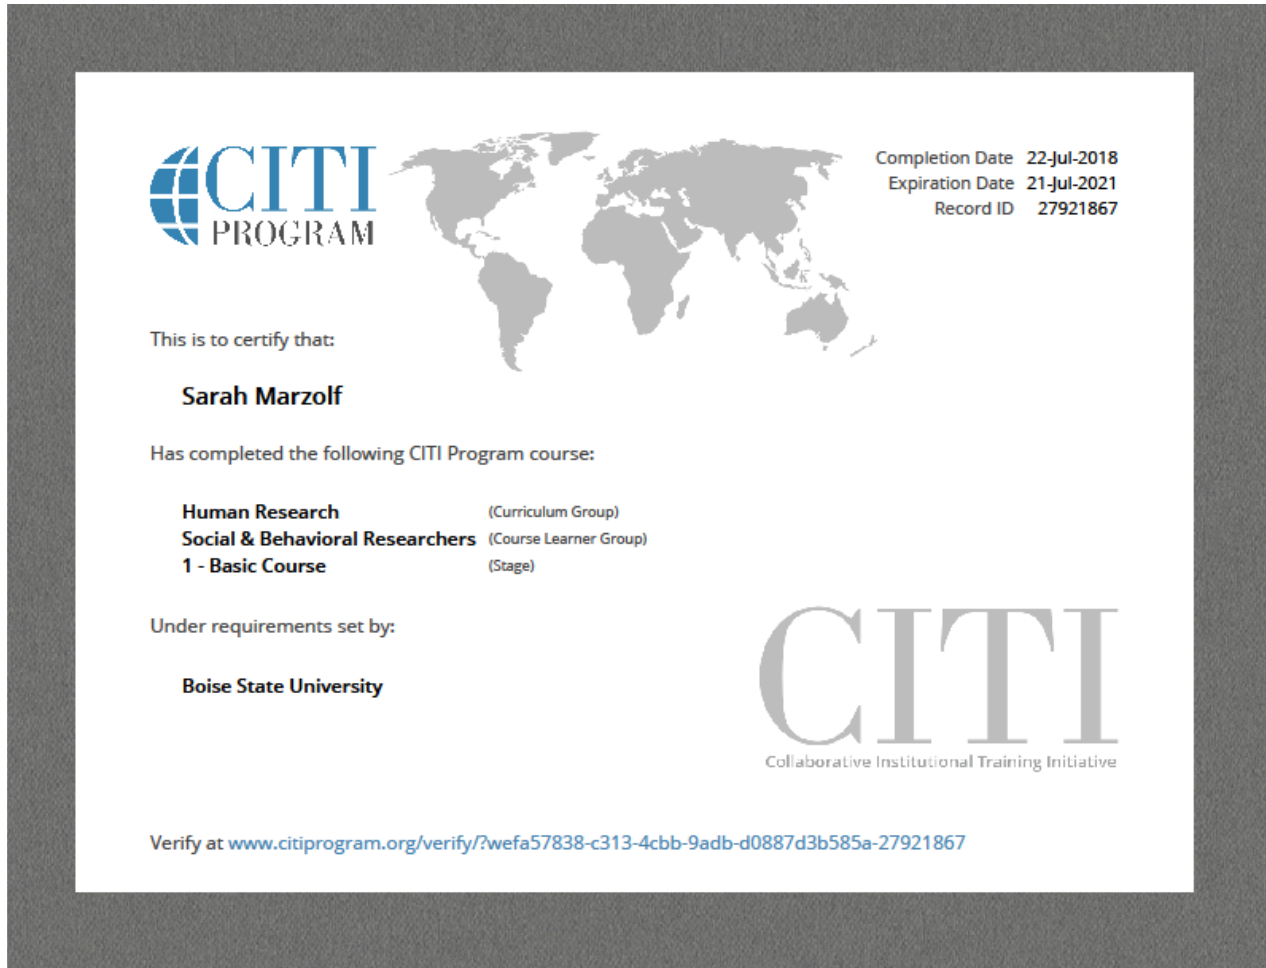 CITI
PROGRAM
Completion Date 22-Jul-2018
Expiration Date 21-Jul-2021
Record ID 27921867
This is to certify that:
Sarah Marzolf
Has completed the following CITI Program course:
Human Research (Curriculum Group)
Social & Behavioral Researchers (Course Learner Group)
1 - Basic Course (Stage)
Under requirements set by:
Boise State University
CITI
Collaborative Institutional Training Initiative
Verify at www.citiprogram.org/verify/?wefa57838-c313-4cbb-9adb-d0887d3b585a-27921867